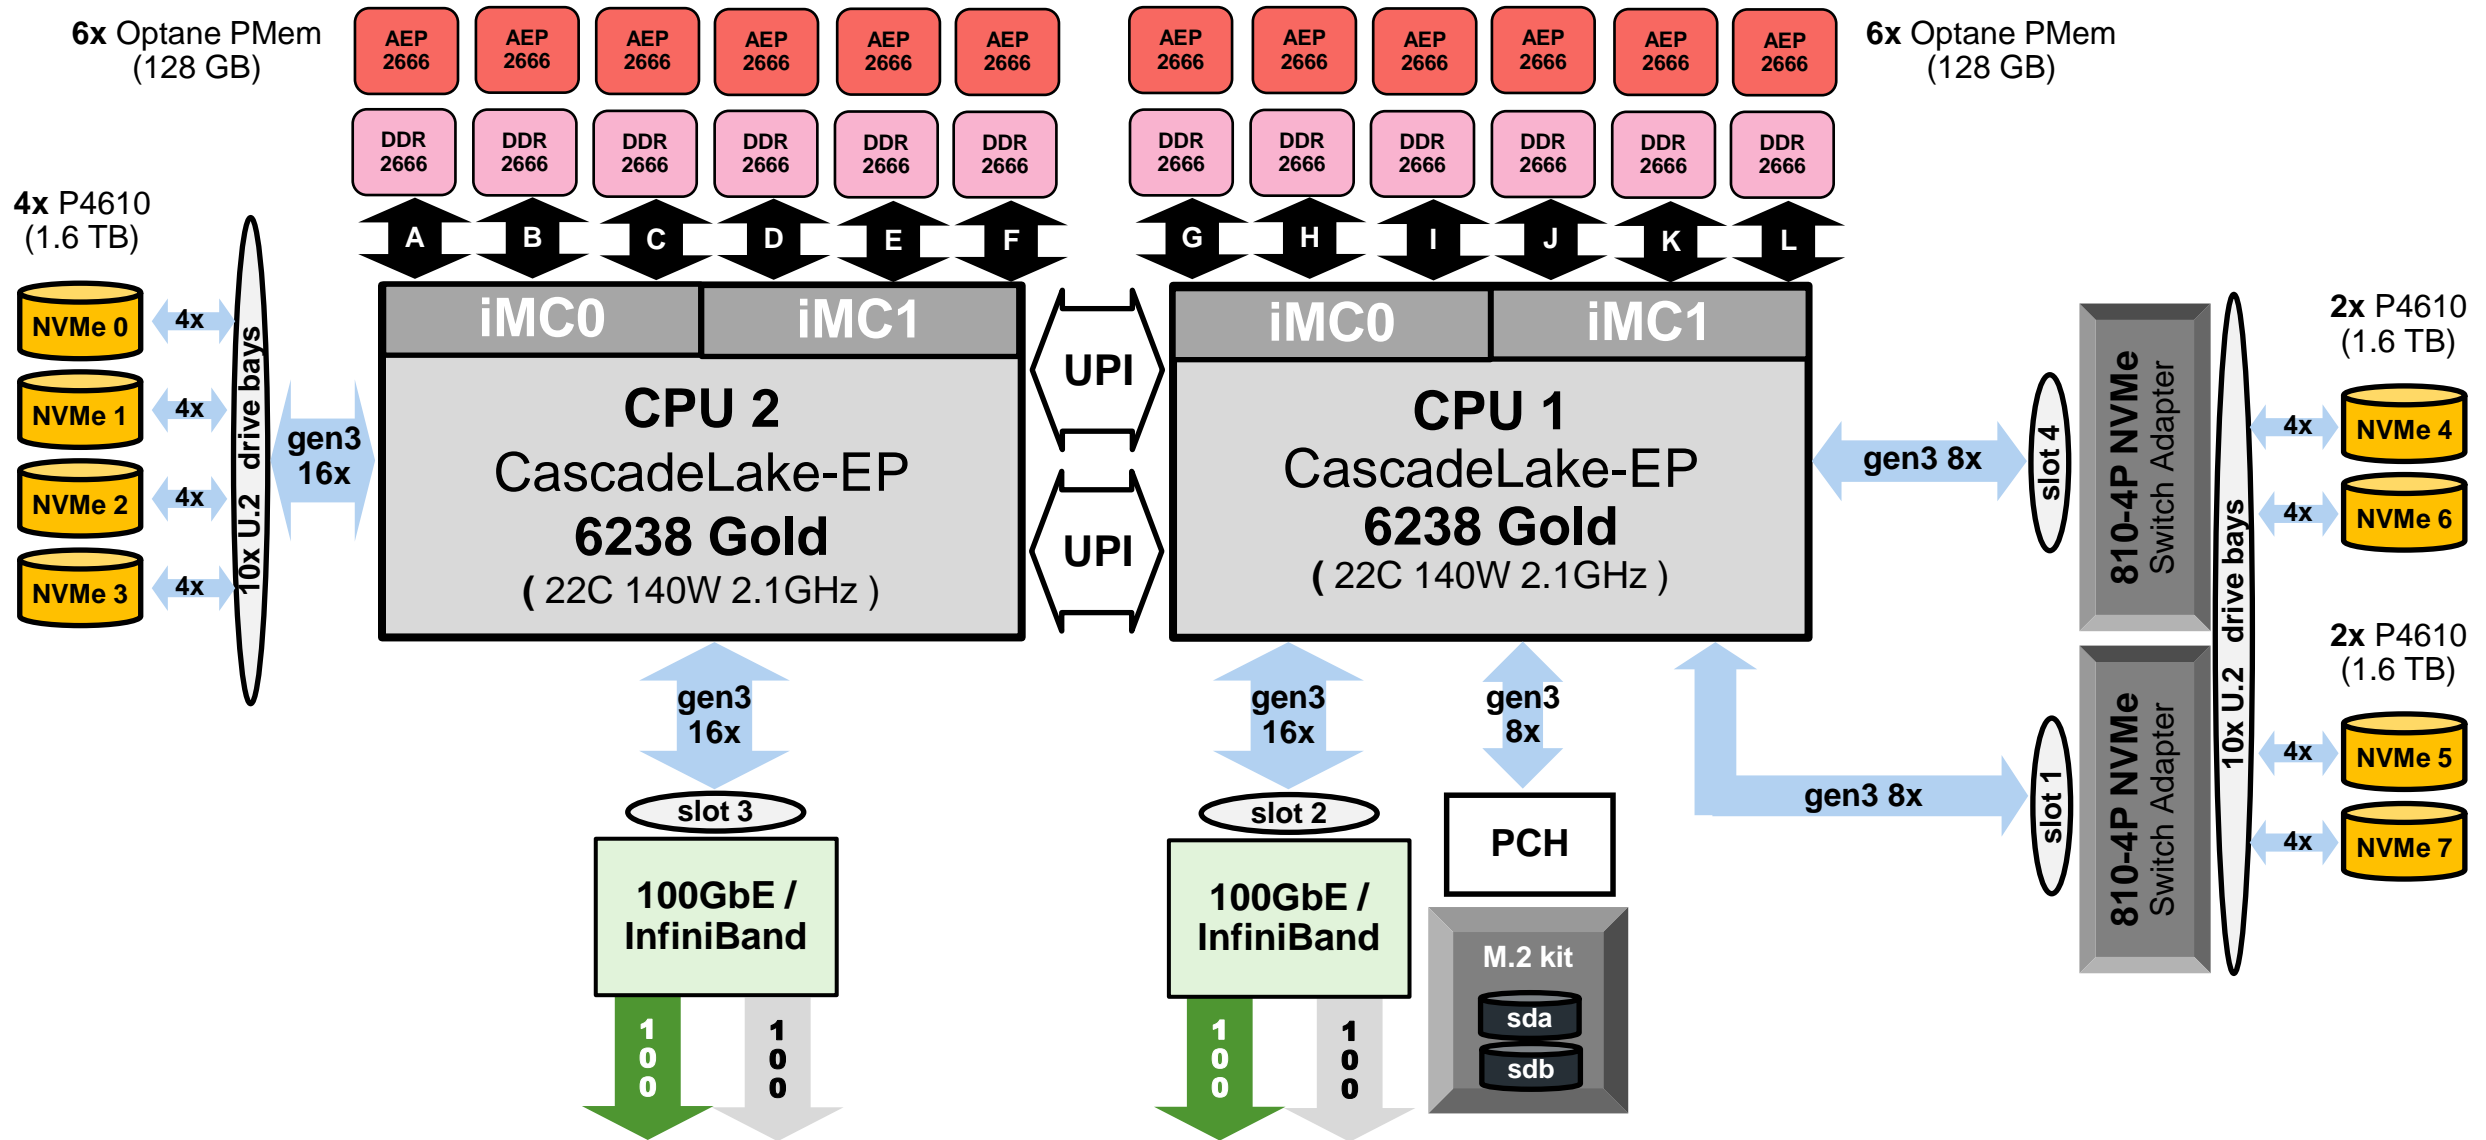 6x Optane PMem
(128 GB)
AEP
2666
AEP
2666
AEP
2666
AEP
2666
AEP
2666
AEP
2666
AEP
2666
AEP
2666
AEP
2666
AEP
2666
AEP
2666
AEP
2666
6x Optane PMem
(128 GB)
DDR
2666
DDR
2666
DDR
2666
DDR
2666
DDR
2666
DDR
2666
DDR
2666
DDR
2666
DDR
2666
DDR
2666
DDR
2666
DDR
2666
A
B
C
D
E
F
G
H
I
J
K
L
4x P4610
(1.6 TB)
NVMe 0
NVMe 1
NVMe 2
NVMe 3
4x
4x
4x
4x
10x U.2 drive bays
gen3
16x
iMC0
iMC1
CPU 2
CascadeLake-EP
6238 Gold
( 22C 140W 2.1GHz )
UPI
UPI
iMC0
iMC1
CPU 1
CascadeLake-EP
6238 Gold
( 22C 140W 2.1GHz )
gen3 8x
slot 4
810-4P NVMe
Switch Adapter
10x U.2 drive bays
2x P4610
(1.6 TB)
4x
NVMe 4
4x
NVMe 6
gen3 8x
slot 1
810-4P NVMe
Switch Adapter
2x P4610
(1.6 TB)
4x
NVMe 5
4x
NVMe 7
gen3
16x
slot 3
100GbE /
InfiniBand
100
100
gen3
16x
slot 2
100GbE /
InfiniBand
100
100
gen3
8x
PCH
M.2 kit
sda
sdb